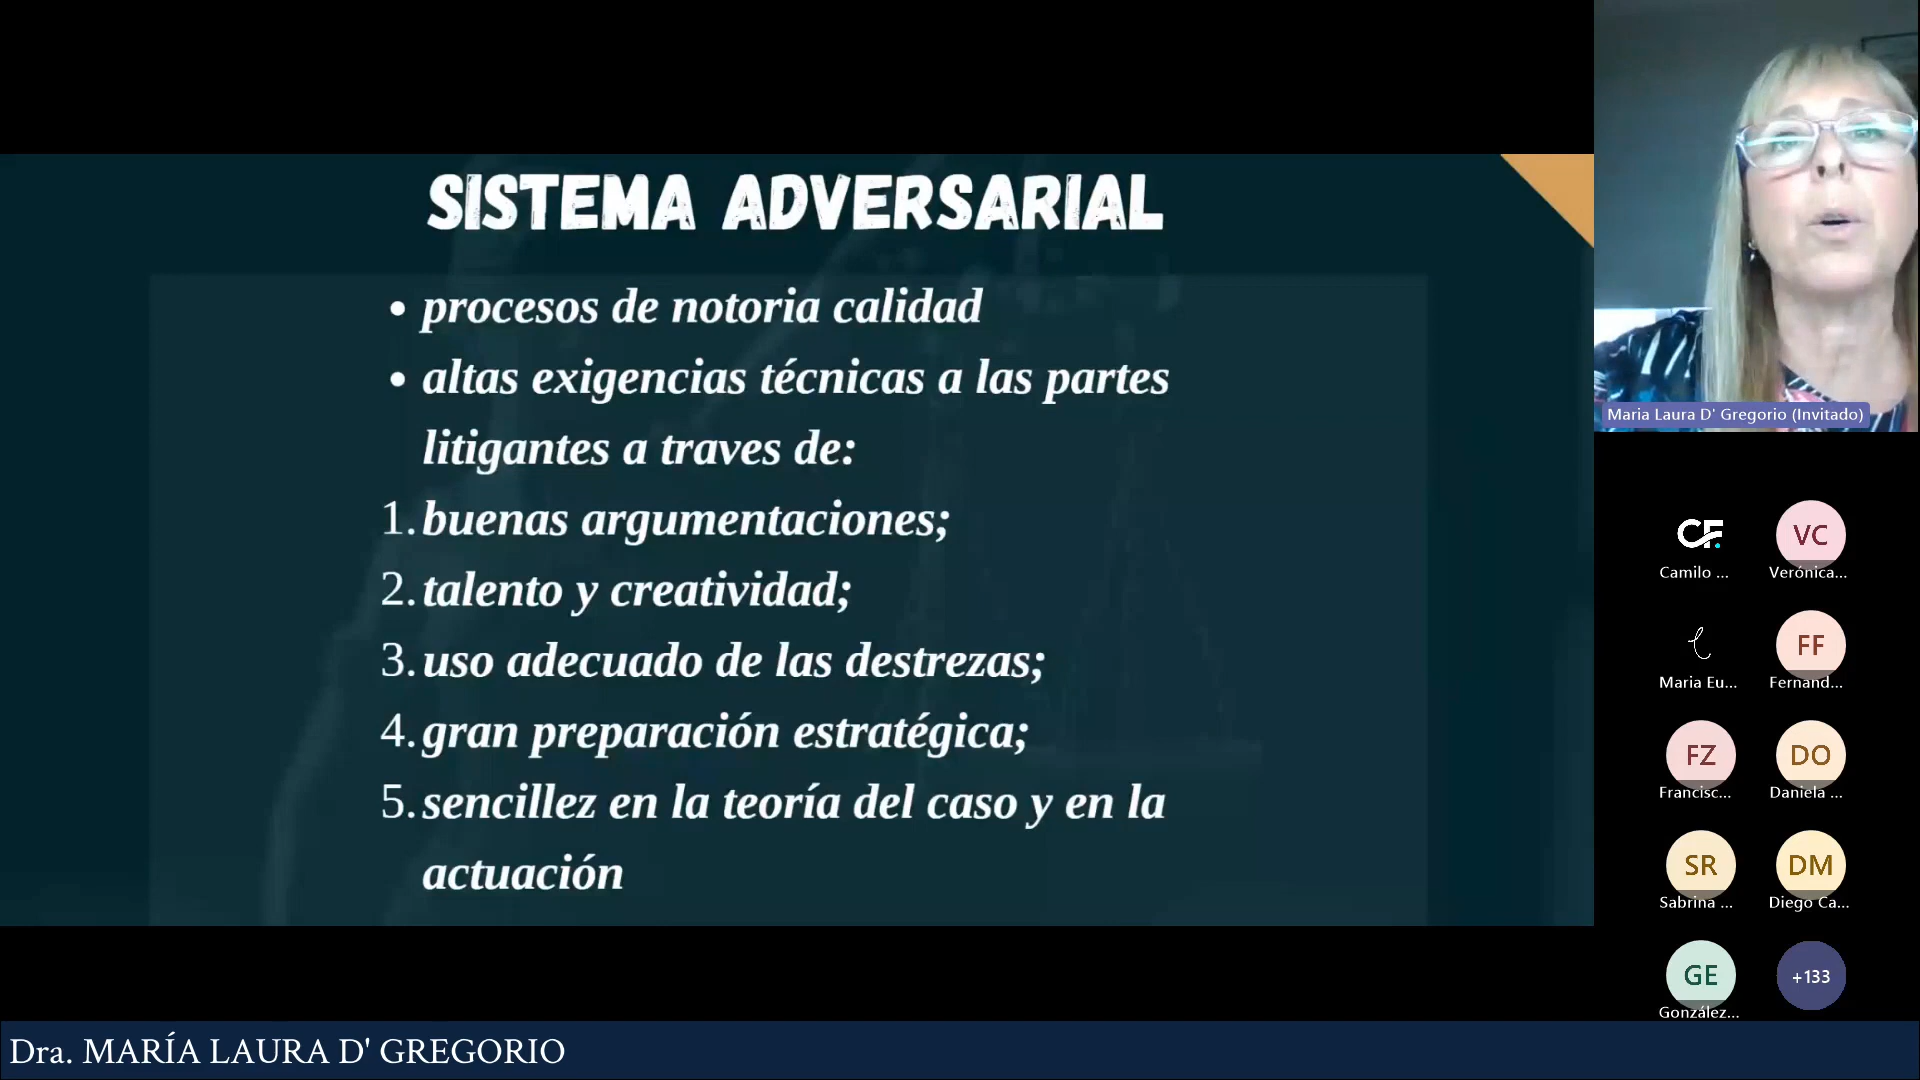 SISTEMA ADVERSARIAL
• procesos de notoria calidad
• altas exigencias técnicas a las partes
litigantes a traves de:
1. buenas argumentaciones;
2. talento y creatividad;
3. uso adecuado de las destrezas;
4. gran preparación estratégica;
5. sencillez en la teoría del caso y en la
actuación
Maria Laura D' Gregorio (Invitado)
CF.
VC
Camilo ...
Verónica...
FF
Maria Eu...
Fernand...
FZ
DO
Francisc...
Daniela ...
SR
DM
Sabrina ...
Diego Ca...
GE
+133
González...
Dra. MARÍA LAURA D' GREGORIO